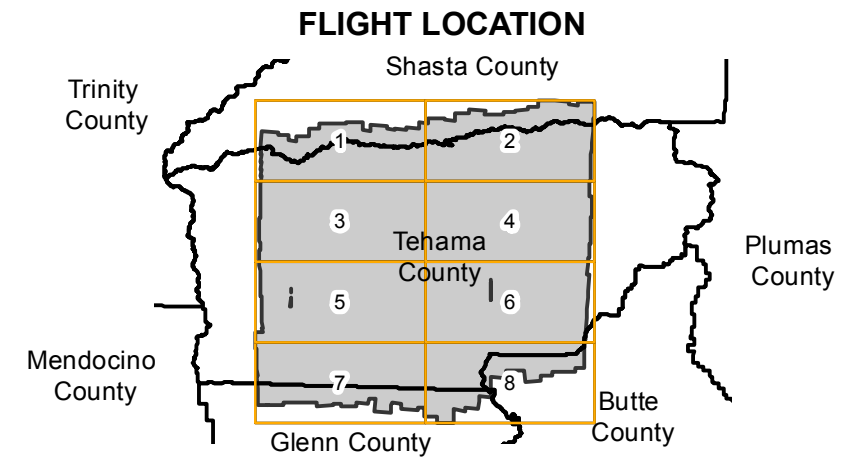 FLIGHT LOCATION
Shasta County
Trinity
County
1
2
3
4
Tehama
County
5
6
Plumas
County
Mendocino
County
7
8
Butte
County
Glenn County